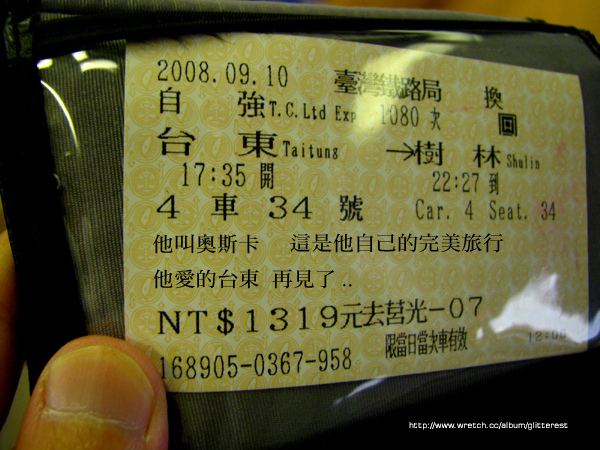 2008.09.10 臺灣鐵路局 換
自 強 T.C.Ltd Exp 1080 次 回
台 東 Taitung → 樹 林 Shulin
17:35 開 22:27 到
4 車 34 號 Car. 4 Seat. 34
他叫奧斯卡 這是他自己的完美旅行
他愛的台東 再見了 ..
NT$1319元去莒光-07
限當日當次車有效 12:00
168905-0367-958
http://www.wretch.cc/album/glitterest